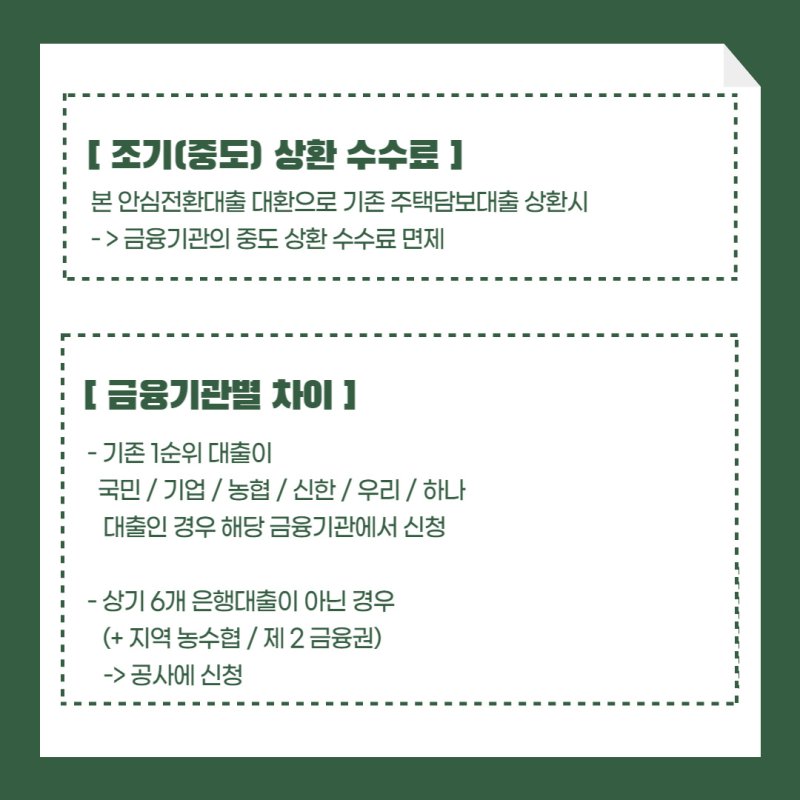 [ 조기(중도) 상환 수수료 ]
본 안심전환대출 대환으로 기존 주택담보대출 상환시
- > 금융기관의 중도 상환 수수료 면제
[ 금융기관별 차이 ]
- 기존 1순위 대출이
국민 / 기업 / 농협 / 신한 / 우리 / 하나
대출인 경우 해당 금융기관에서 신청
- 상기 6개 은행대출이 아닌 경우
(+ 지역 농수협 / 제 2 금융권)
-> 공사에 신청